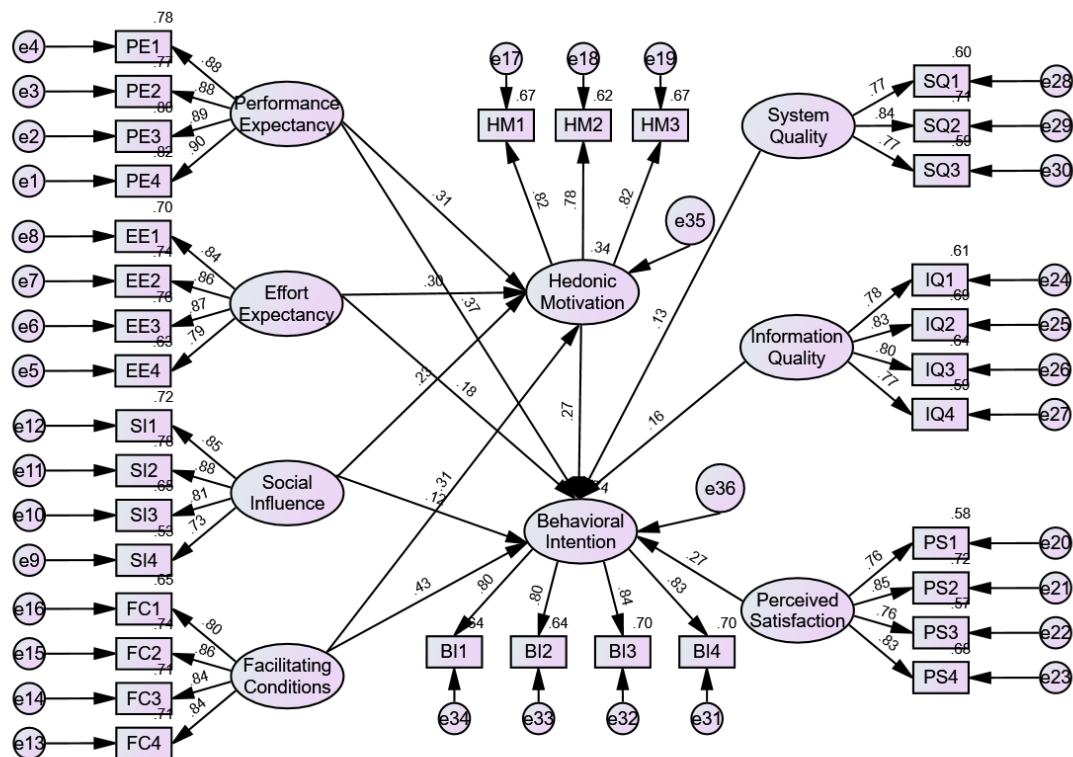 .78
e4 PE1
.77
.88
e3 PE2
.88
.80
e2 PE3
.89
.82
e1 PE4
.90
Performance
Expectancy
.70
e8 EE1
.74
.84
e7 EE2
.86
.76
e6 EE3
.87
.63
e5 EE4
.79
Effort
Expectancy
.72
e12 SI1
.78
.85
e11 SI2
.88
.65
e10 SI3
.81
.53
e9 SI4
.73
Social
Influence
.65
e16 FC1
.74
.80
e15 FC2
.86
.71
e14 FC3
.84
.71
e13 FC4
.84
Facilitating
Conditions
e17 e18 e19
.67 .62 .67
HM1 HM2 HM3
.82 .78 .82
e35
.34
Hedonic
Motivation
.31
.30
.23
.31
.37
.18
.12
.43
.27
.13
.16
.27
e36
Behavioral
Intention
.80 .80 .84 .83
.64 .64 .70 .70
BI1 BI2 BI3 BI4
e34 e33 e32 e31
System
Quality
.60
.77 SQ1 e28
.71
.84 SQ2 e29
.59
.77 SQ3 e30
Information
Quality
.61
.78 IQ1 e24
.69
.83 IQ2 e25
.64
.80 IQ3 e26
.59
.77 IQ4 e27
Perceived
Satisfaction
.58
.76 PS1 e20
.72
.85 PS2 e21
.57
.76 PS3 e22
.68
.83 PS4 e23